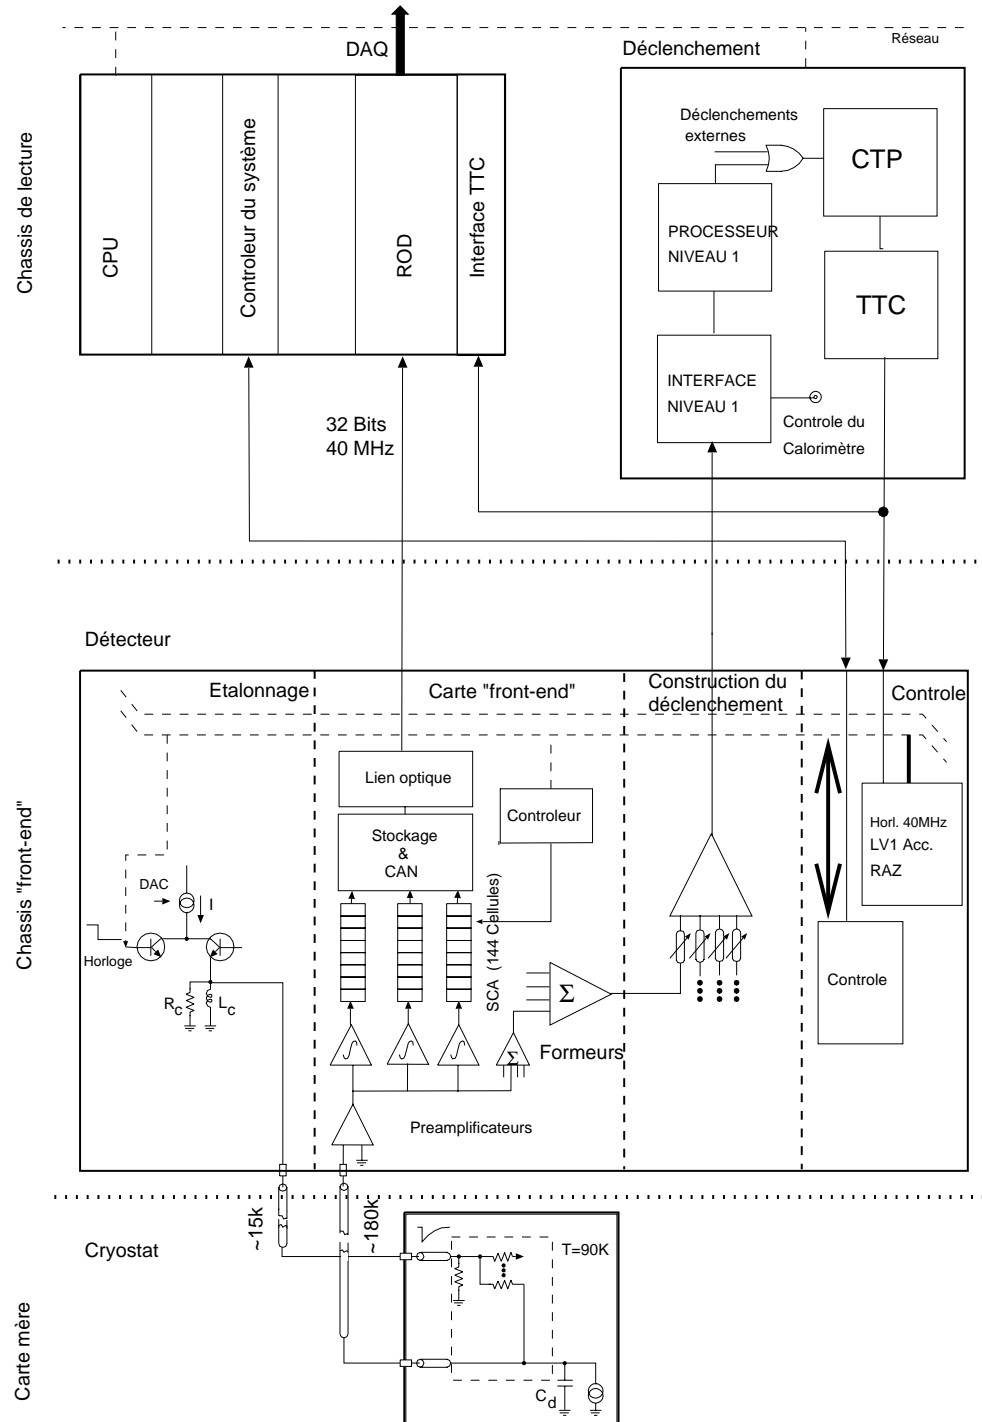 DAQ
Réseau
Déclenchement
Chassis de lecture
CPU
Controleur du système
ROD
Interface TTC
Déclenchements
externes
CTP
PROCESSEUR
NIVEAU 1
TTC
INTERFACE
NIVEAU 1
Controle du
Calorimètre
32 Bits
40 MHz
Détecteur
Chassis "front-end"
Etalonnage
Carte "front-end"
Construction du
déclenchement
Controle
Lien optique
Controleur
Stockage
&
CAN
Horl. 40MHz
LV1 Acc.
RAZ
DAC
I
Horloge
SCA (144 Cellules)
Controle
RC
LC
Σ
Σ
Formeurs
Preamplificateurs
~15k
~180k
Cryostat
T=90K
Carte mère
Cd